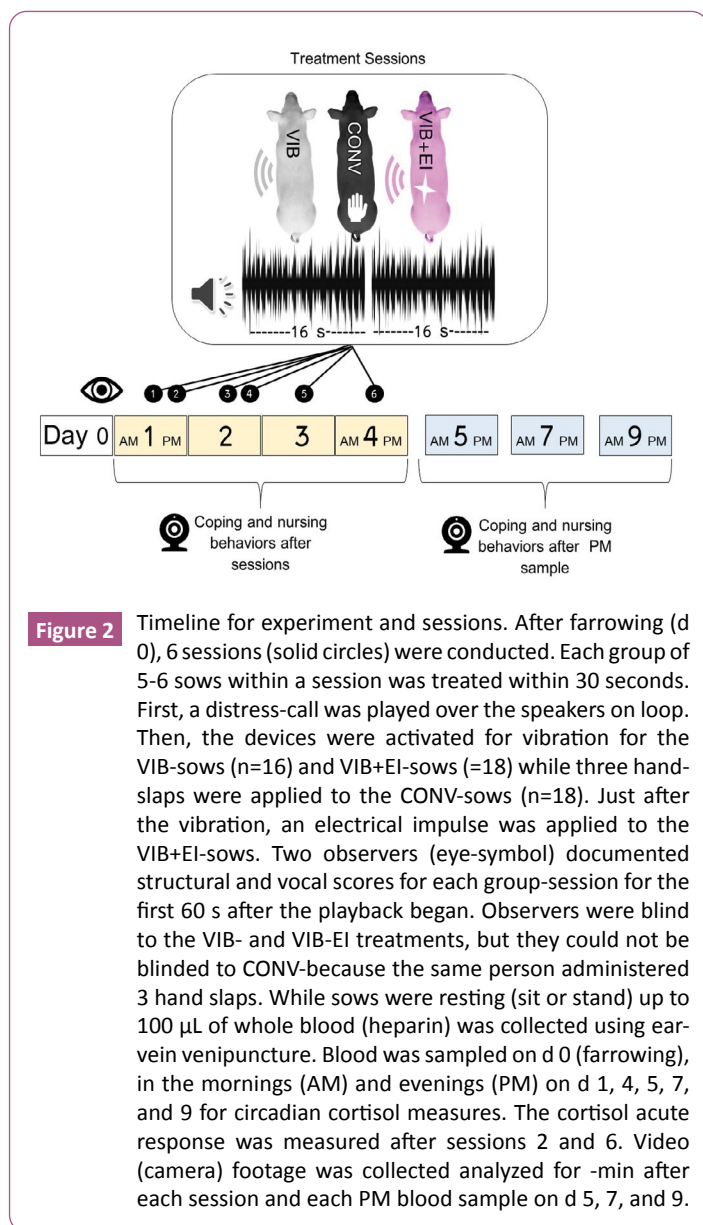 Treatment Sessions
VIB
CONV
VIB+EI
-------16 s------- -------16 s-------
1 2 3 4 5 6
Day 0 AM 1 PM 2 3 AM 4 PM AM 5 PM AM 7 PM AM 9 PM
Coping and nursing
behaviors after
sessions
Coping and nursing
behaviors after PM
sample
Figure 2
Timeline for experiment and sessions. After farrowing (d
0), 6 sessions (solid circles) were conducted. Each group of
5-6 sows within a session was treated within 30 seconds.
First, a distress-call was played over the speakers on loop.
Then, the devices were activated for vibration for the
VIB-sows (n=16) and VIB+EI-sows (=18) while three hand-
slaps were applied to the CONV-sows (n=18). Just after
the vibration, an electrical impulse was applied to the
VIB+EI-sows. Two observers (eye-symbol) documented
structural and vocal scores for each group-session for the
first 60 s after the playback began. Observers were blind
to the VIB- and VIB-EI treatments, but they could not be
blinded to CONV-because the same person administered
3 hand slaps. While sows were resting (sit or stand) up to
100 µL of whole blood (heparin) was collected using ear-
vein venipuncture. Blood was sampled on d 0 (farrowing),
in the mornings (AM) and evenings (PM) on d 1, 4, 5, 7,
and 9 for circadian cortisol measures. The cortisol acute
response was measured after sessions 2 and 6. Video
(camera) footage was collected analyzed for -min after
each session and each PM blood sample on d 5, 7, and 9.